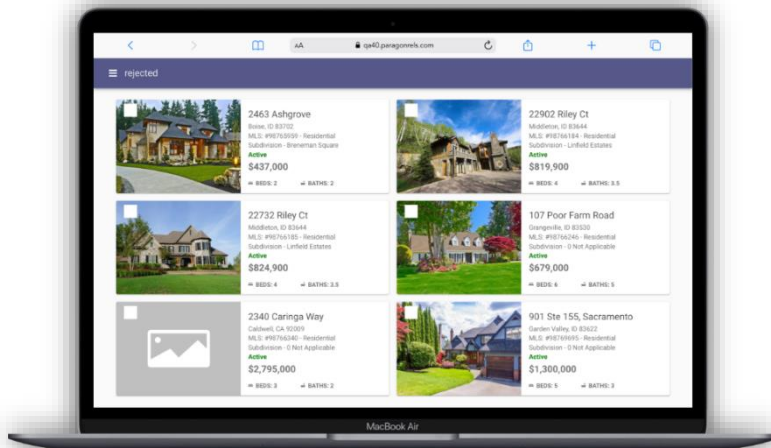 AA qa40.paragonrels.com
rejected
2463 Ashgrove
Boise, ID 83702
MLS: #98765959 - Residential
Subdivision - Breneman Square
Active
$437,000
BEDS: 2 BATHS: 2
22902 Riley Ct
Middleton, ID 83644
MLS: #98766184 - Residential
Subdivision - Linfield Estates
Active
$819,900
BEDS: 4 BATHS: 3.5
22732 Riley Ct
Middleton, ID 83644
MLS: #98766185 - Residential
Subdivision - Linfield Estates
Active
$824,900
BEDS: 4 BATHS: 3.5
107 Poor Farm Road
Grangeville, ID 83530
MLS: #98766246 - Residential
Subdivision - 0 Not Applicable
Active
$679,000
BEDS: 6 BATHS: 5
2340 Caringa Way
Caldwell, CA 92009
MLS: #98766340 - Residential
Subdivision - 0 Not Applicable
Active
$2,795,000
BEDS: 3 BATHS: 2
901 Ste 155, Sacramento
Garden Valley, ID 83622
MLS: #98769695 - Residential
Subdivision - 0 Not Applicable
Active
$1,300,000
BEDS: 5 BATHS: 3
MacBook Air